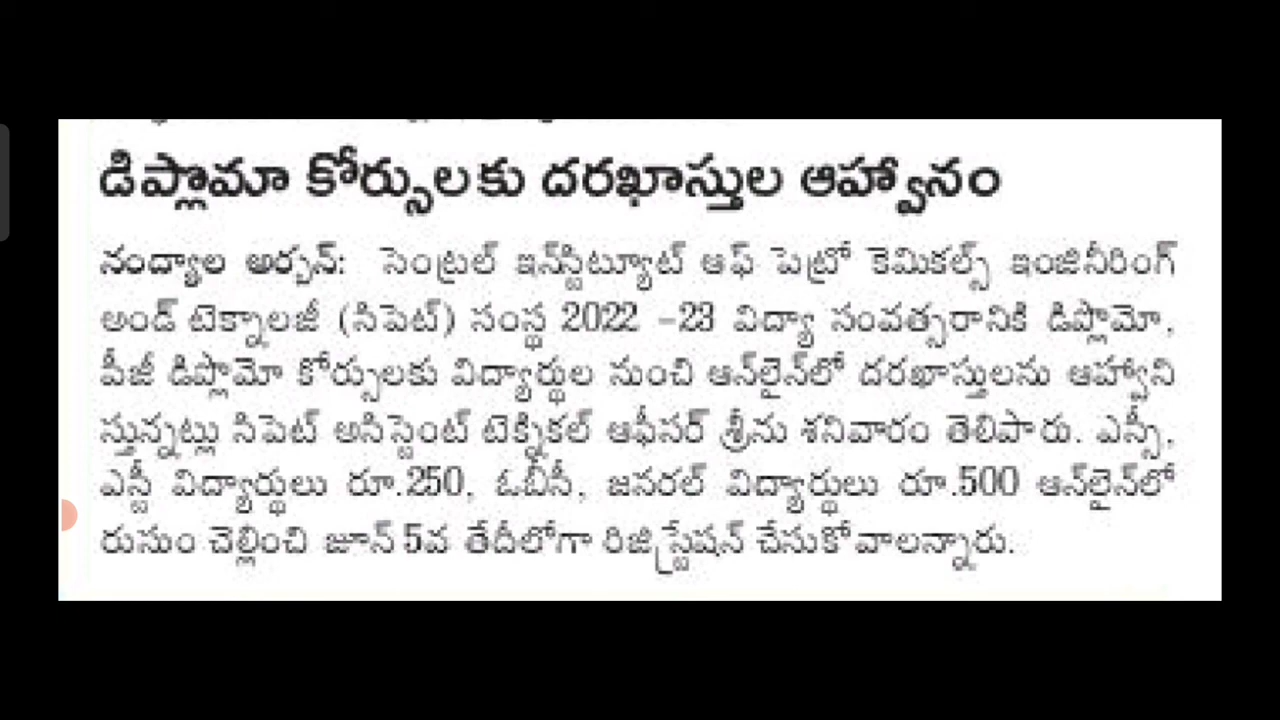 డిప్లొమా కోర్సులకు దరఖాస్తుల ఆహ్వానం
నంద్యాల అర్బన్: సెంట్రల్ ఇన్‌స్టిట్యూట్ ఆఫ్ పెట్రో కెమికల్స్ ఇంజినీరింగ్
అండ్ టెక్నాలజీ (సిపెట్) సంస్థ 2022 -23 విద్యా సంవత్సరానికి డిప్లొమో,
పీజీ డిప్లొమో కోర్సులకు విద్యార్థుల నుంచి ఆన్‌లైన్‌లో దరఖాస్తులను ఆహ్వాని
స్తున్నట్లు సిపెట్ అసిస్టెంట్ టెక్నికల్ ఆఫీసర్ శ్రీను శనివారం తెలిపారు. ఎస్సీ,
ఎస్టీ విద్యార్థులు రూ.250, ఓబీసీ, జనరల్ విద్యార్థులు రూ.500 ఆన్‌లైన్‌లో
రుసుం చెల్లించి జూన్ 5వ తేదీలోగా రిజిస్ట్రేషన్ చేసుకోవాలన్నారు.